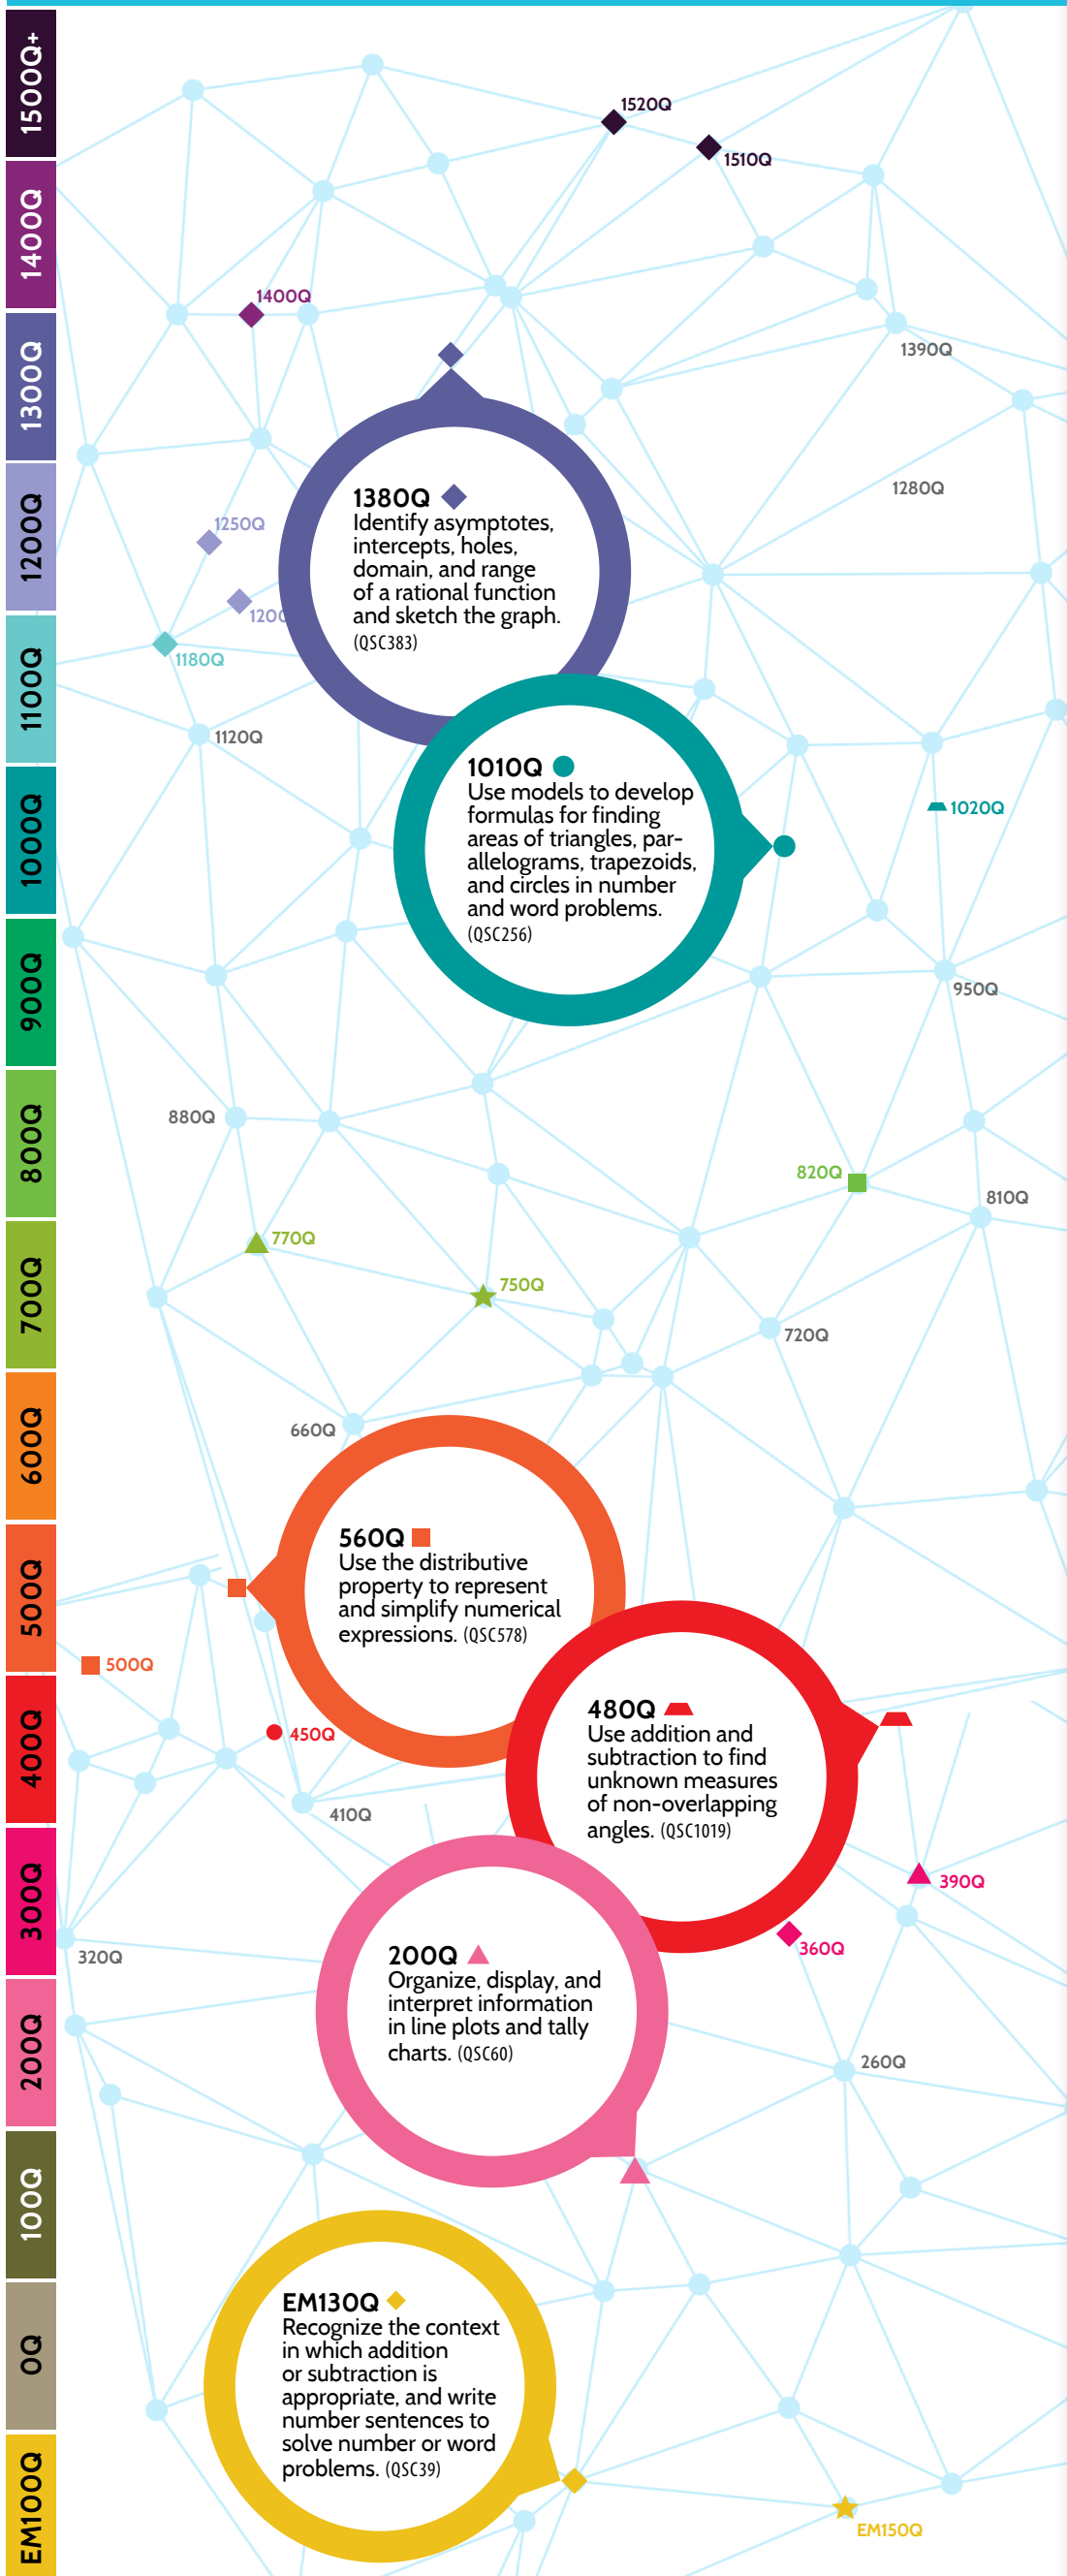 1500Q+
1520Q
1510Q
1400Q
1400Q
1300Q
1390Q
1380Q
Identify asymptotes,
intercepts, holes,
domain, and range
of a rational function
and sketch the graph.
(QSC383)
1280Q
1200Q
1250Q
1180Q
1100Q
1120Q
1010Q
Use models to develop
formulas for finding
areas of triangles, par-
allelograms, trapezoids,
and circles in number
and word problems.
(QSC256)
1020Q
1000Q
950Q
900Q
880Q
800Q
820Q
810Q
770Q
750Q
700Q
720Q
660Q
600Q
560Q
Use the distributive
property to represent
and simplify numerical
expressions. (QSC578)
500Q
500Q
480Q
Use addition and
subtraction to find
unknown measures
of non-overlapping
angles. (QSC1019)
450Q
400Q
410Q
390Q
300Q
360Q
320Q
200Q
Organize, display, and
interpret information
in line plots and tally
charts. (QSC60)
200Q
260Q
100Q
EM130Q
Recognize the context
in which addition
or subtraction is
appropriate, and write
number sentences to
solve number or word
problems. (QSC39)
0Q
EM100Q
EM150Q